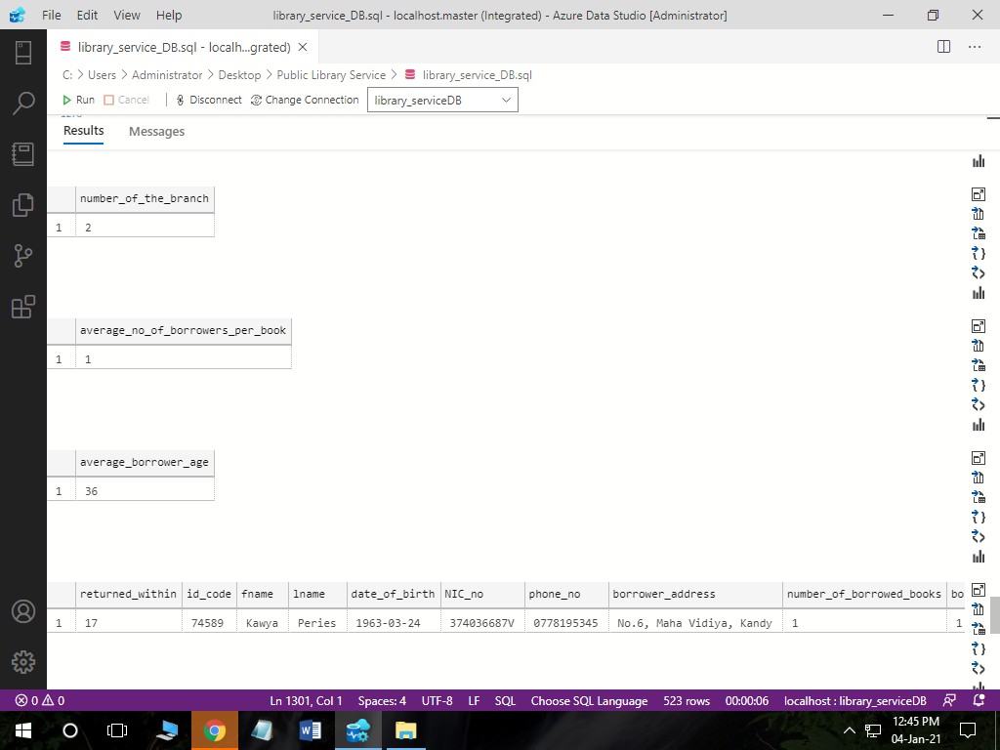 File Edit View Help library_service_DB.sql - localhost.master (Integrated) - Azure Data Studio [Administrator]
library_service_DB.sql - localh...grated)
C: > Users > Administrator > Desktop > Public Library Service > library_service_DB.sql
Run Cancel Disconnect Change Connection library_serviceDB
Results Messages
number_of_the_branch
1 2
average_no_of_borrowers_per_book
1 1
average_borrower_age
1 36
returned_within id_code fname lname date_of_birth NIC_no phone_no borrower_address number_of_borrowed_books bo
1 17 74589 Kawya Peries 1963-03-24 374036687V 0778195345 No.6, Maha Vidiya, Kandy 1 1
0 0 Ln 1301, Col 1 Spaces: 4 UTF-8 LF SQL Choose SQL Language 523 rows 00:00:06 localhost : library_serviceDB
12:45 PM
04-Jan-21